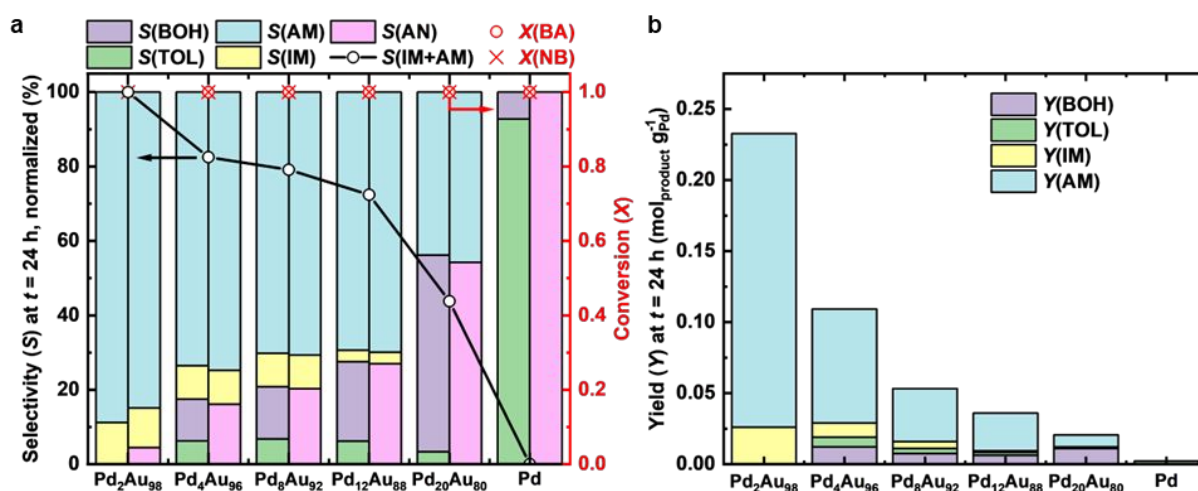 a
S(BOH) S(AM) S(AN) X(BA)
S(TOL) S(IM) S(IM+AM) X(NB)
Selectivity (S) at t = 24 h, normalized (%)
100
80
60
40
20
0
1.0
0.8
0.6
0.4
0.2
0.0
Conversion (X)
Pd₂Au₉₈ Pd₄Au₉₆ Pd₈Au₉₂ Pd₁₂Au₈₈ Pd₂₀Au₈₀ Pd
b
Yield (Y) at t = 24 h (mol_product g⁻¹_Pd)
0.25
0.20
0.15
0.10
0.05
0.00
Y(BOH)
Y(TOL)
Y(IM)
Y(AM)
Pd₂Au₉₈ Pd₄Au₉₆ Pd₈Au₉₂ Pd₁₂Au₈₈ Pd₂₀Au₈₀ Pd